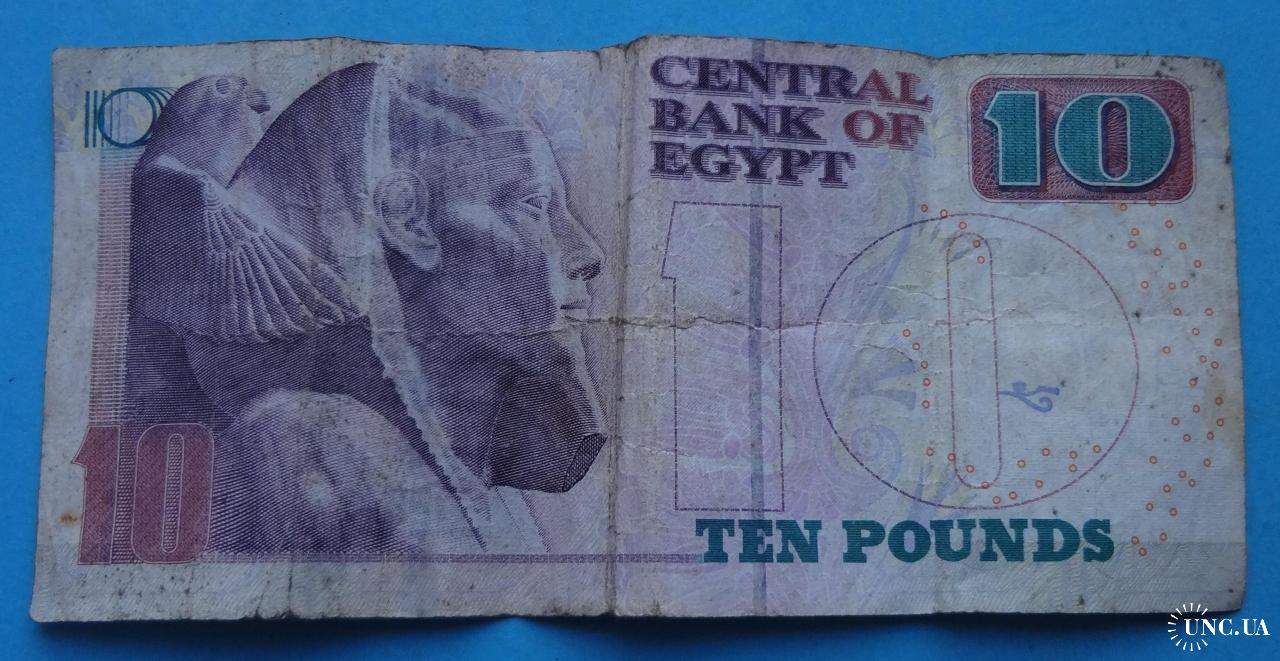 10
CENTRAL
BANK OF
EGYPT
10
10
10
TEN POUNDS
UNC.UA